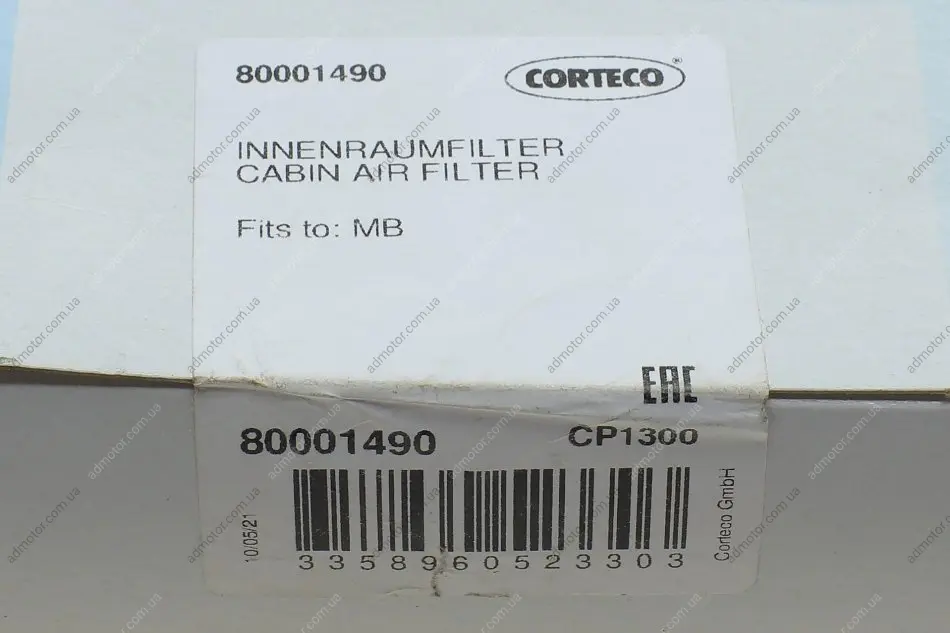 80001490
CORTECO®
INNENRAUMFILTER
CABIN AIR FILTER
Fits to: MB
EAC
80001490
CP1300
10/05/21
3358960523303
Corteco GmbH
admotor.com.ua